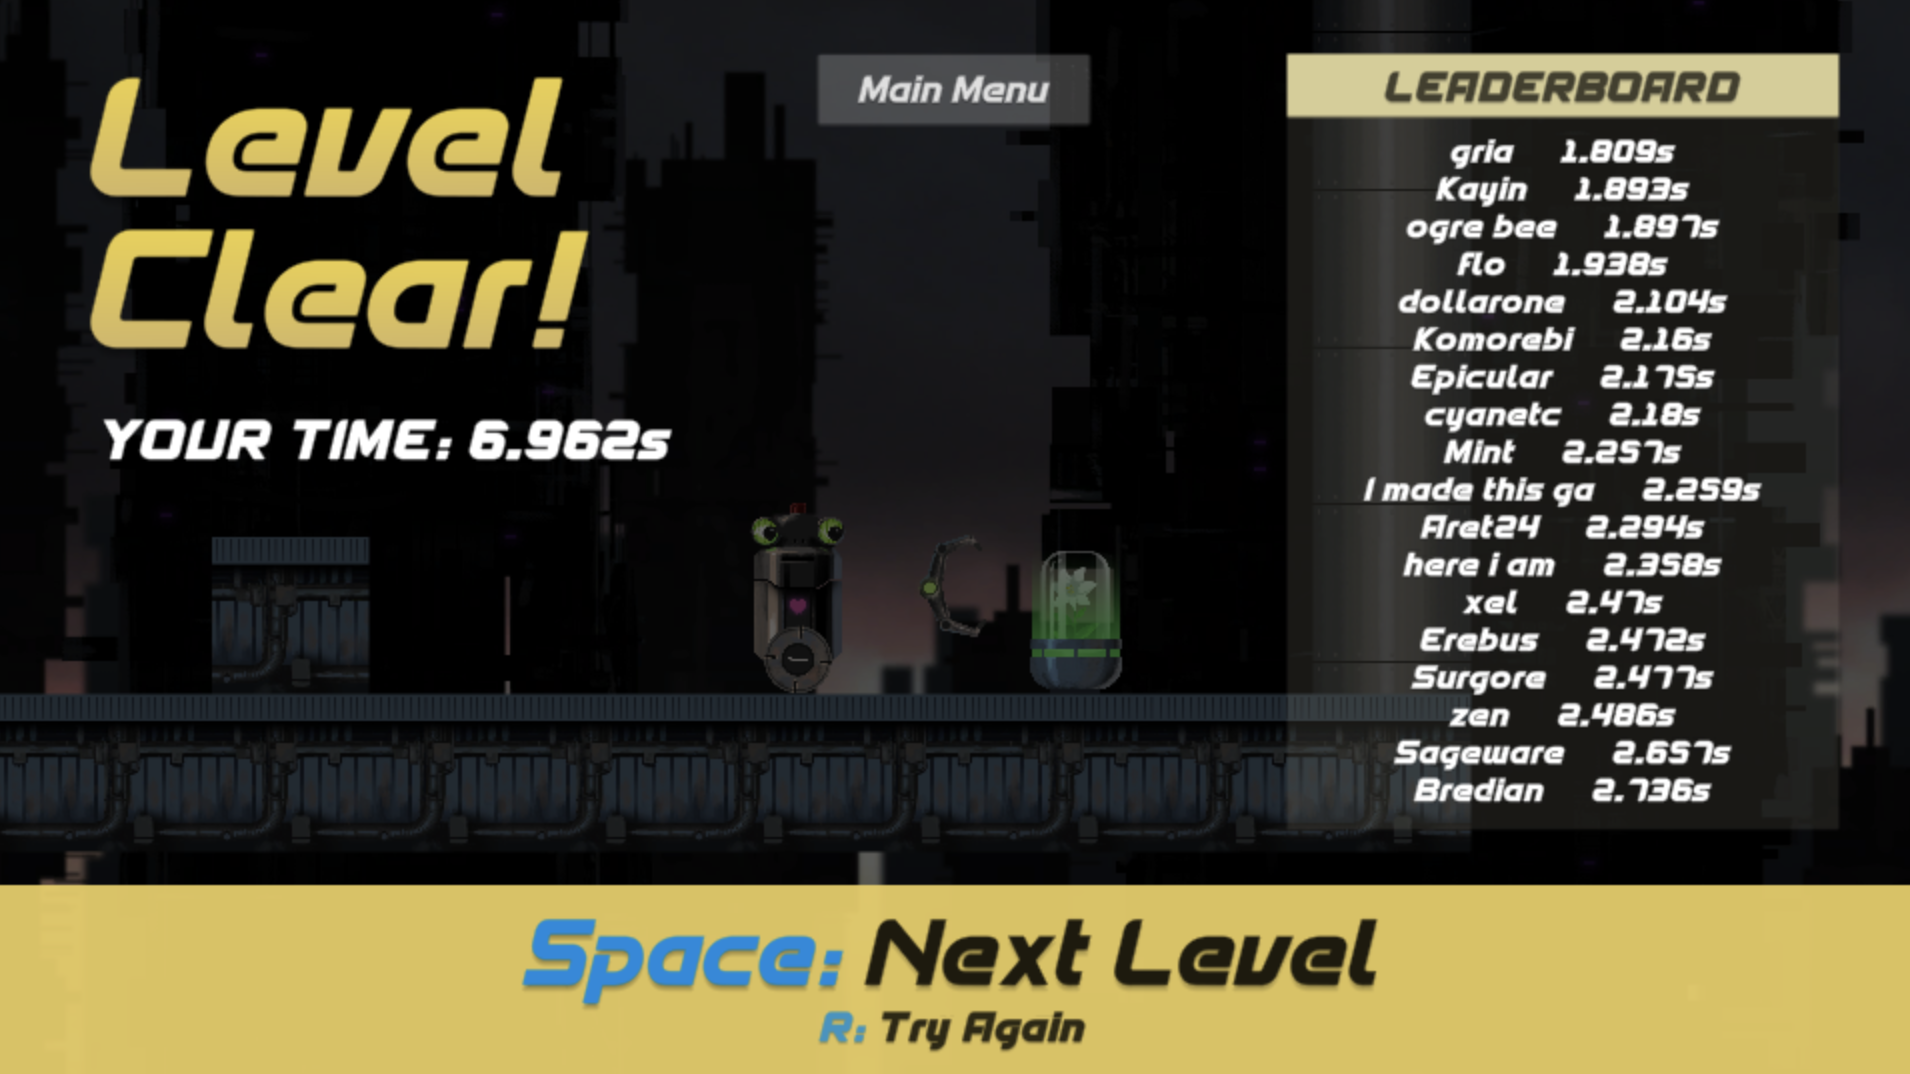 Level
Clear!
YOUR TIME: 6.962s
Main Menu
LEADERBOARD
gria 1.809s
Kayin 1.893s
ogre bee 1.897s
flo 1.938s
dollarone 2.104s
Komorebi 2.16s
Epicular 2.175s
cyanetc 2.18s
Mint 2.257s
I made this ga 2.259s
Aret24 2.294s
here i am 2.358s
xel 2.47s
Erebus 2.472s
Surgore 2.477s
zen 2.486s
Sageware 2.657s
Bredian 2.736s
Space: Next Level
R: Try Again